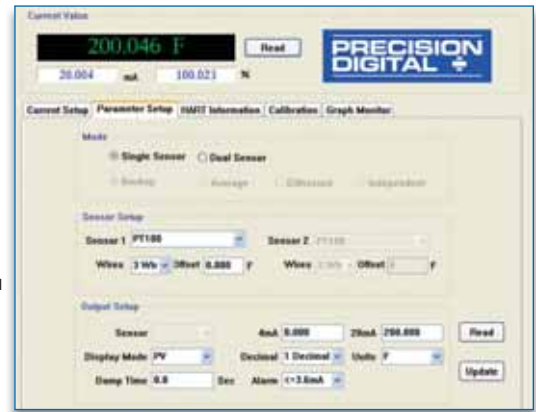 Current Value
200.046 F
Read
20.004 mA 100.023 %
PRECISION
DIGITAL
Current Setup Parameter Setup HART Information Calibration Graph Monitor
Mode
Single Sensor Dual Sensor
Backup Average Difference Independent
Sensor Setup
Sensor 1 PT100 Sensor 2 PT100
Wires 3 Wh Offset 0.000 F Wires Offset F
Output Setup
Sensor 4mA 0.000 20mA 200.000 Read
Display Mode PV Decimal 1 Decimal Units F
Damp Time 0.0 Sec Alarm <=3.6mA Update